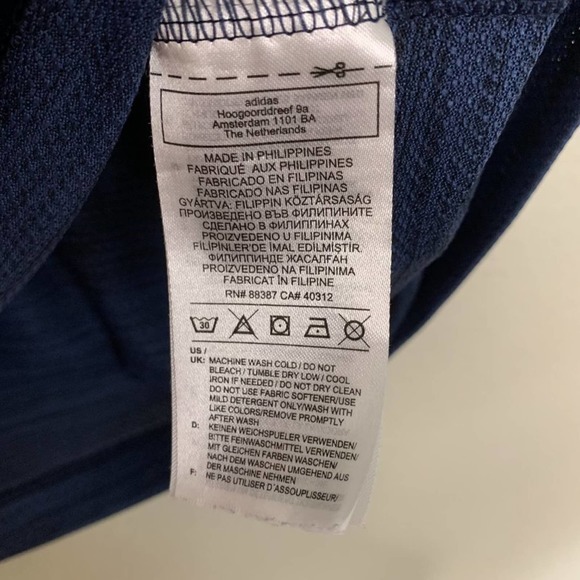 adidas
Hoogoorddreef 9a
Amsterdam 1101 BA
The Netherlands
MADE IN PHILIPPINES
FABRIQUÉ AUX PHILIPPINES
FABRICADO EN FILIPINAS
FABRICADO NAS FILIPINAS
GYÁRTVA: FILIPPIN KÖZTÁRSASÁG
ПРОИЗВЕДЕНО ВЪВ ФИЛИПИНИТЕ
СДЕЛАНО В ФИЛИППИНАХ
PROIZVEDENO U FILIPINIMA
FİLİPİNLER'DE İMAL EDİLMİŞTİR.
ФИЛИППИНДЕ ЖАСАЛҒАН
PROIZVEDENO NA FILIPINIMA
FABRICAT ÎN FILIPINE
RN# 88387 CA# 40312
30
US /
UK: MACHINE WASH COLD / DO NOT
BLEACH / TUMBLE DRY LOW / COOL
IRON IF NEEDED / DO NOT DRY CLEAN
DO NOT USE FABRIC SOFTENER/USE
MILD DETERGENT ONLY/WASH WITH
LIKE COLORS/REMOVE PROMPTLY
AFTER WASH
D: KEINEN WEICHSPUELER VERWENDEN/
BITTE FEINWASCHMITTEL VERWENDEN/
MIT GLEICHEN FARBEN WASCHEN/
NACH DEM WASCHEN UMGEHEND AUS
DER MASCHINE NEHMEN
F: NE PAS UTILISER D'ASSOUPLISSEUR/